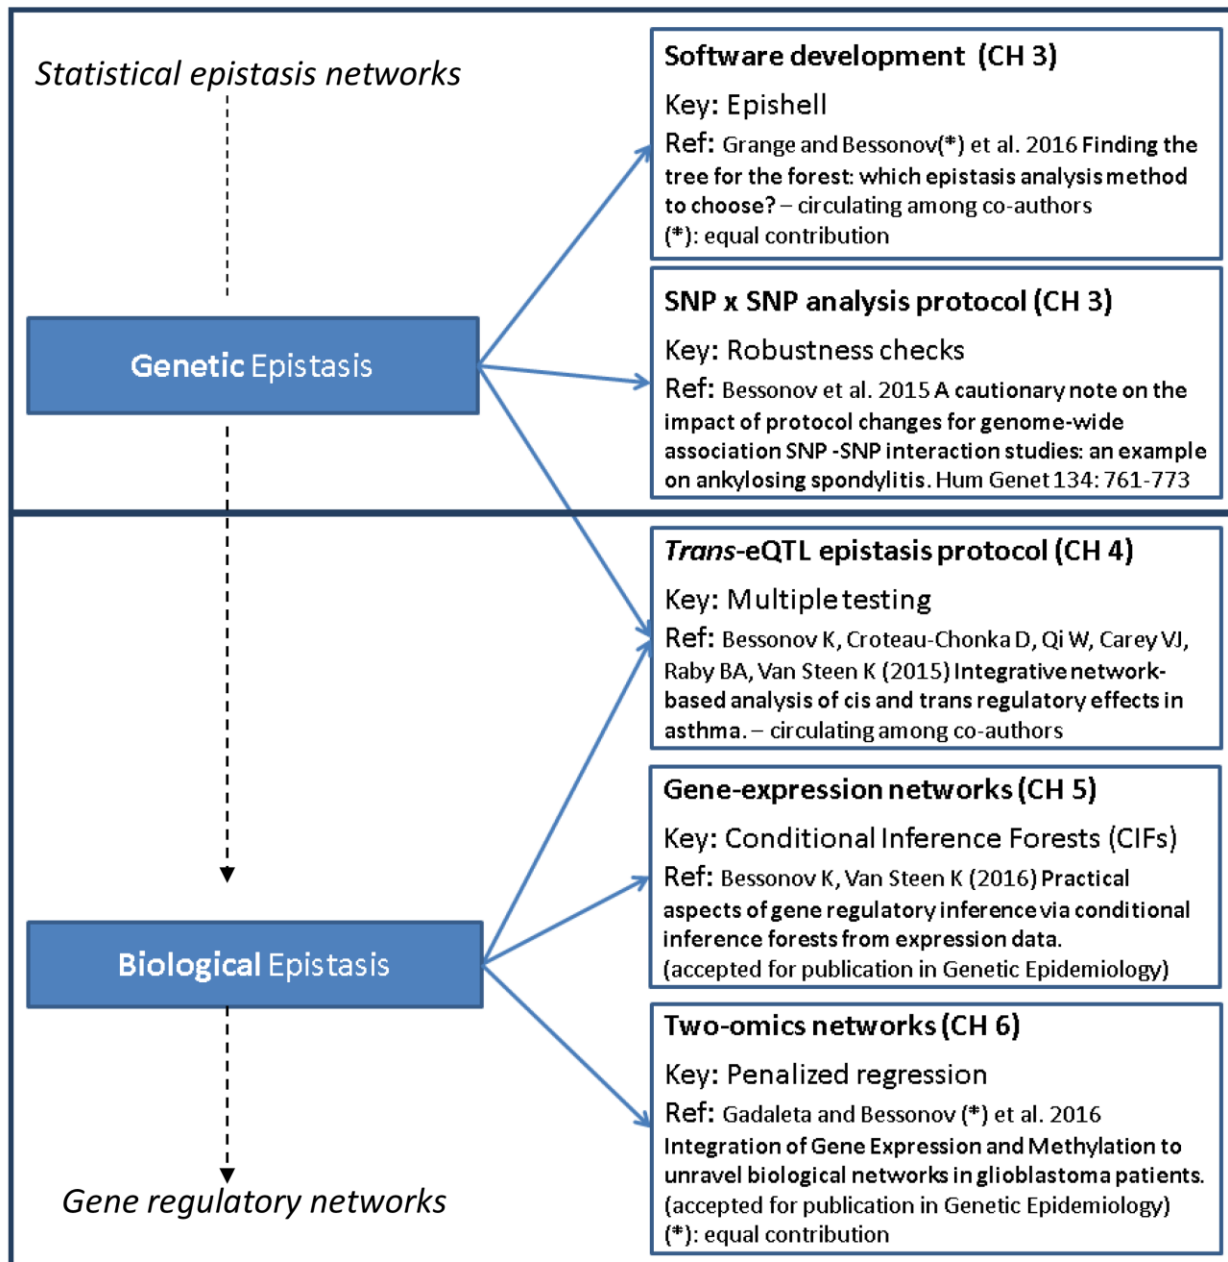 Statistical epistasis networks
Genetic Epistasis
Biological Epistasis
Gene regulatory networks
Software development (CH 3)
Key: Epishell
Ref: Grange and Bessonov(*) et al. 2016 Finding the
tree for the forest: which epistasis analysis method
to choose? – circulating among co-authors
(*): equal contribution
SNP x SNP analysis protocol (CH 3)
Key: Robustness checks
Ref: Bessonov et al. 2015 A cautionary note on the
impact of protocol changes for genome-wide
association SNP -SNP interaction studies: an example
on ankylosing spondylitis. Hum Genet 134: 761-773
Trans-eQTL epistasis protocol (CH 4)
Key: Multiple testing
Ref: Bessonov K, Croteau-Chonka D, Qi W, Carey VJ,
Raby BA, Van Steen K (2015) Integrative network-
based analysis of cis and trans regulatory effects in
asthma. – circulating among co-authors
Gene-expression networks (CH 5)
Key: Conditional Inference Forests (CIFs)
Ref: Bessonov K, Van Steen K (2016) Practical
aspects of gene regulatory inference via conditional
inference forests from expression data.
(accepted for publication in Genetic Epidemiology)
Two-omics networks (CH 6)
Key: Penalized regression
Ref: Gadaleta and Bessonov (*) et al. 2016
Integration of Gene Expression and Methylation to
unravel biological networks in glioblastoma patients.
(accepted for publication in Genetic Epidemiology)
(*): equal contribution